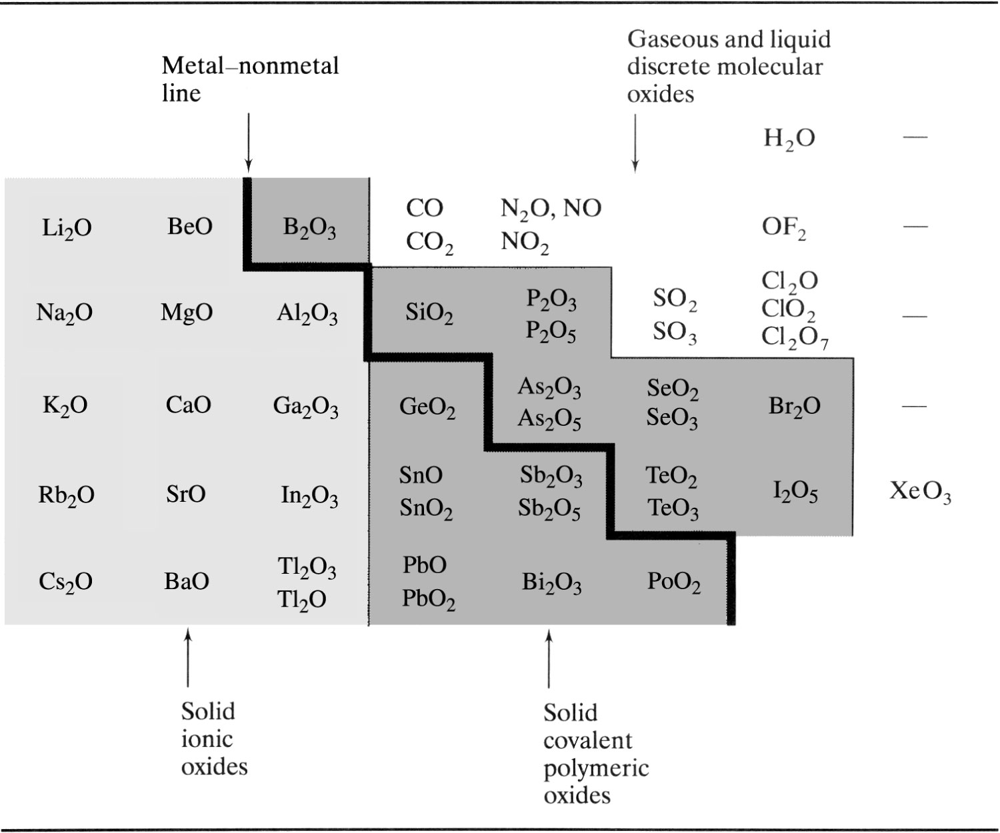 Metal–nonmetal
line
Gaseous and liquid
discrete molecular
oxides
H₂O —
Li₂O BeO B₂O₃ CO N₂O, NO OF₂ —
CO₂ NO₂
Na₂O MgO Al₂O₃ SiO₂ P₂O₃ SO₂ Cl₂O —
P₂O₅ SO₃ ClO₂
Cl₂O₇
K₂O CaO Ga₂O₃ GeO₂ As₂O₃ SeO₂ Br₂O —
As₂O₅ SeO₃
Rb₂O SrO In₂O₃ SnO Sb₂O₃ TeO₂ I₂O₅ XeO₃
SnO₂ Sb₂O₅ TeO₃
Cs₂O BaO Tl₂O₃ PbO Bi₂O₃ PoO₂
Tl₂O PbO₂
Solid
ionic
oxides
Solid
covalent
polymeric
oxides